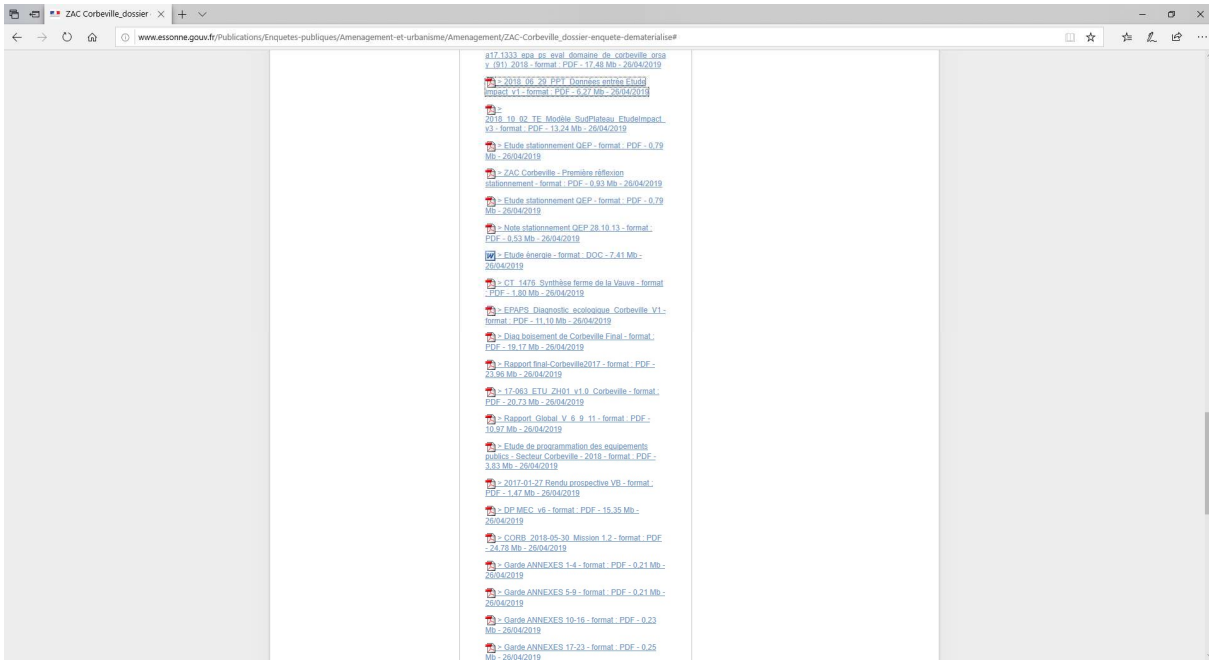 ZAC Corbeville_dossier
www.essonne.gouv.fr/Publications/Enquetes-publiques/Amenagement-et-urbanisme/Amenagement/ZAC-Corbeville_dossier-enquete-dematerialise#
a17.1333_epa_ps_eval_domaine_de_corbeville_orsa
y_(91)_2018 - format : PDF - 17,48 Mb - 26/04/2019
> 2018_06_29_PPT_Données entrée Etude
impact_v1 - format : PDF - 6,27 Mb - 26/04/2019
>
2018_10_02_TE_Modèle_SudPlateau_EtudeImpact_
v3 - format : PDF - 13,24 Mb - 26/04/2019
> Etude stationnement QEP - format : PDF - 0,79
Mb - 26/04/2019
> ZAC Corbeville - Première réflexion
stationnement - format : PDF - 0,93 Mb - 26/04/2019
> Etude stationnement QEP - format : PDF - 0,79
Mb - 26/04/2019
> Note stationnement QEP 28.10.13 - format :
PDF - 0,53 Mb - 26/04/2019
> Etude énergie - format : DOC - 7,41 Mb -
26/04/2019
> CT_1476_Synthèse ferme de la Vauve - format
: PDF - 1,80 Mb - 26/04/2019
> EPAPS_Diagnostic_ecologique_Corbeville_V1 -
format : PDF - 11,10 Mb - 26/04/2019
> Diag boisement de Corbeville Final - format :
PDF - 19,17 Mb - 26/04/2019
> Rapport final-Corbeville2017 - format : PDF -
23,96 Mb - 26/04/2019
> 17-063_ETU_ZH01_v1.0_Corbeville - format :
PDF - 20,73 Mb - 26/04/2019
> Rapport_Global_V_6_9_11 - format : PDF -
10,97 Mb - 26/04/2019
> Etude de programmation des equipements
publics - Secteur Corbeville - 2018 - format : PDF -
3,83 Mb - 26/04/2019
> 2017-01-27 Rendu prospective VB - format :
PDF - 1,47 Mb - 26/04/2019
> DP MEC_v6 - format : PDF - 15,35 Mb -
26/04/2019
> CORB_2018-05-30_Mission 1.2 - format : PDF
- 24,78 Mb - 26/04/2019
> Garde ANNEXES 1-4 - format : PDF - 0,21 Mb -
26/04/2019
> Garde ANNEXES 5-9 - format : PDF - 0,21 Mb -
26/04/2019
> Garde ANNEXES 10-16 - format : PDF - 0,23
Mb - 26/04/2019
> Garde ANNEXES 17-23 - format : PDF - 0,25
Mb - 26/04/2019